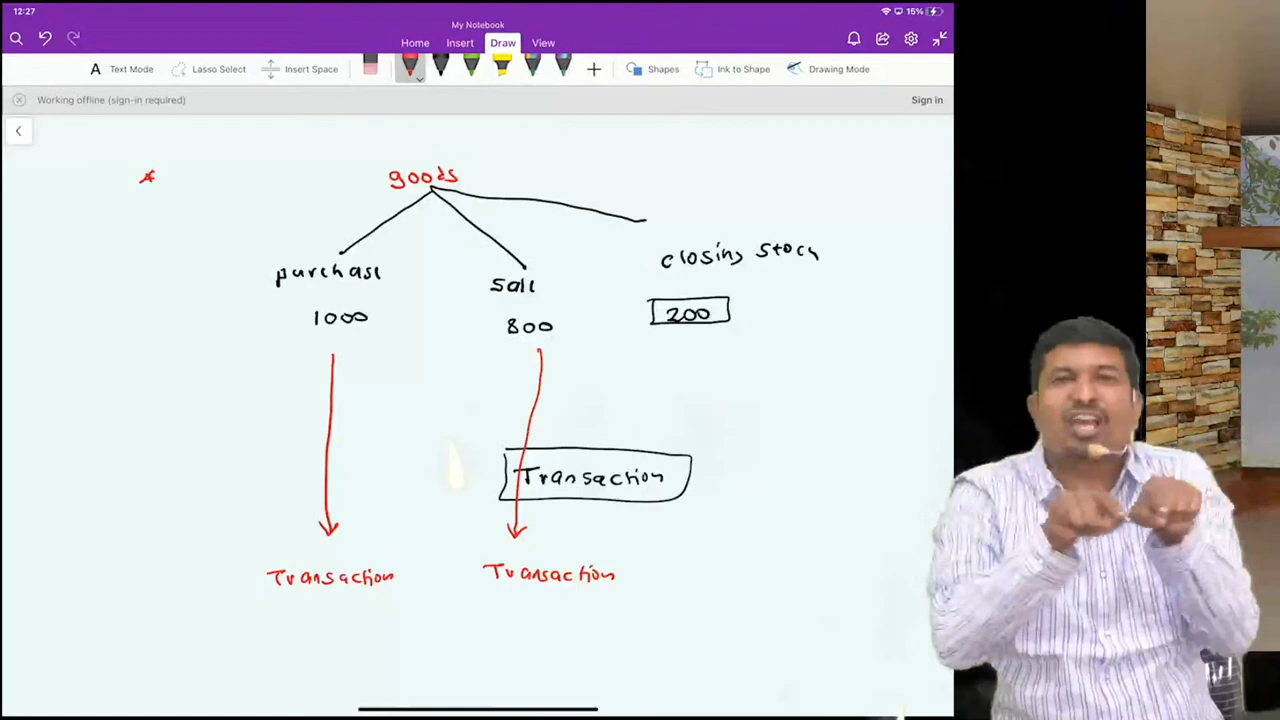 12:27
15%
My Notebook
Home Insert Draw View
Text Mode Lasso Select Insert Space Shapes Ink to Shape Drawing Mode
Working offline (sign-in required) Sign in
goods
purchase sale closing stock
1000 800 200
Transaction
Transaction Transaction